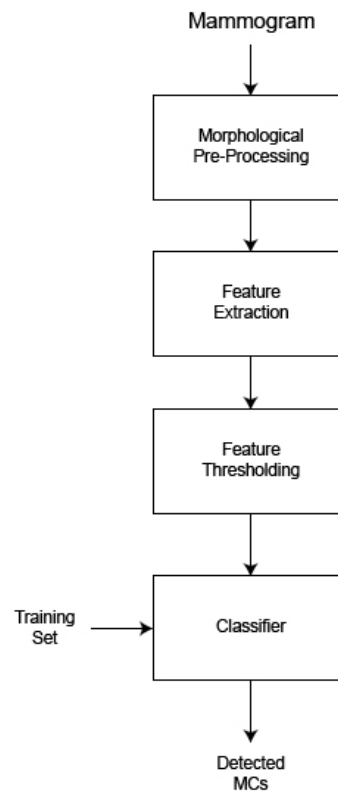 Mammogram
Morphological
Pre-Processing
Feature
Extraction
Feature
Thresholding
Training
Set
Classifier
Detected
MCs